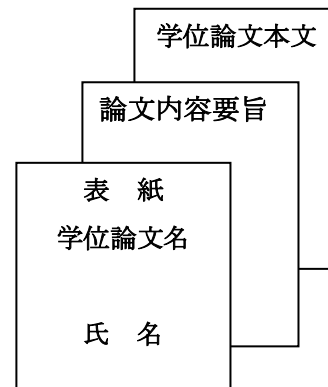 学位論文本文
論文内容要旨
表　紙
学位論文名
氏　名